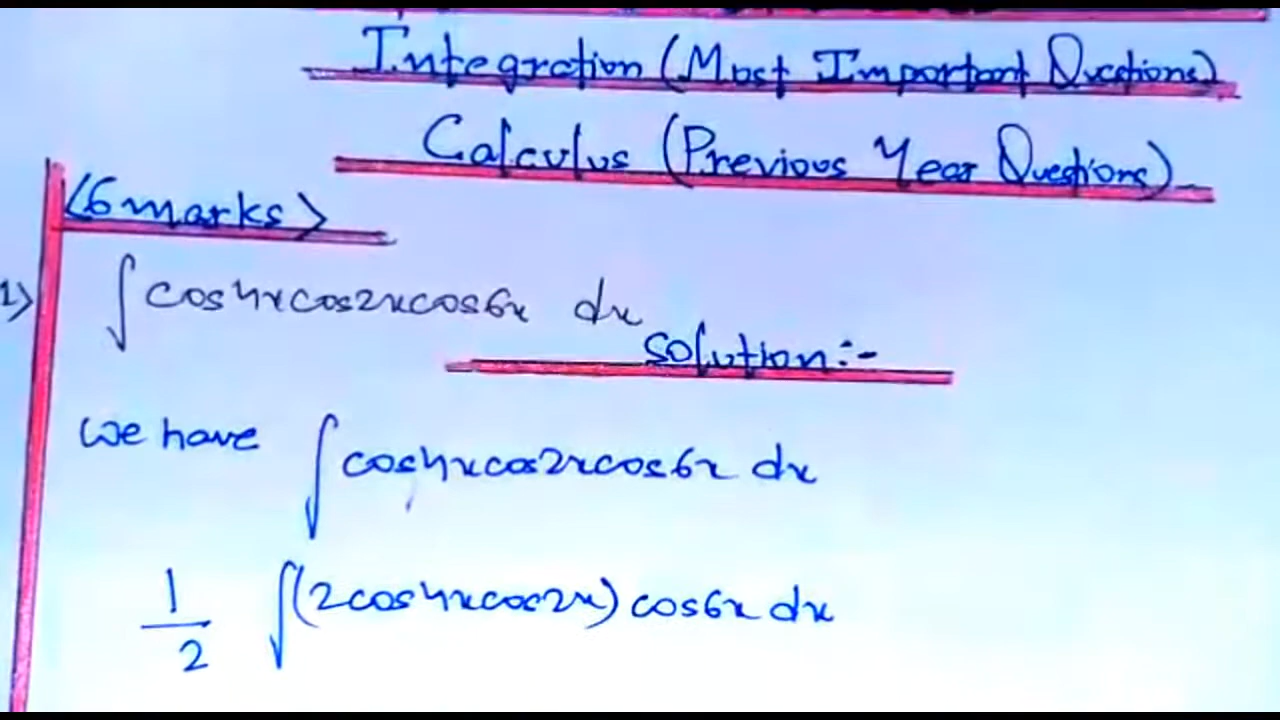 Integration (Most Important Questions)
Calculus (Previous Year Questions)
<6 marks>
1) ∫ cos4x cos2x cos6x dx
Solution:-
We have ∫ cos4x cos2x cos6x dx
1/2 ∫ (2cos4x cos2x) cos6x dx